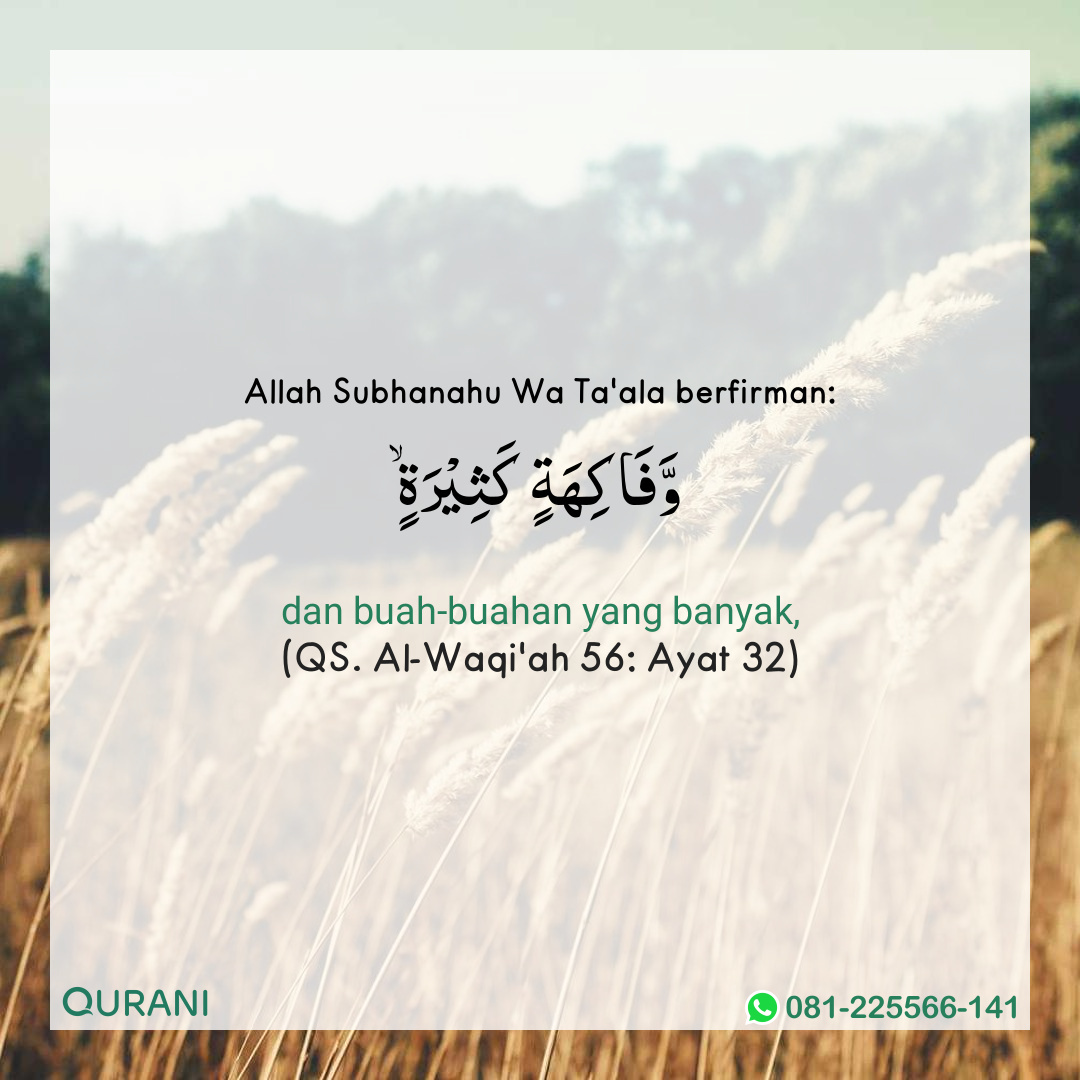 Allah Subhanahu Wa Ta'ala berfirman:
وَّفَاكِهَةٍ كَثِيْرَةٍۙ
dan buah-buahan yang banyak,
(QS. Al-Waqi'ah 56: Ayat 32)
QURANI
081-225566-141